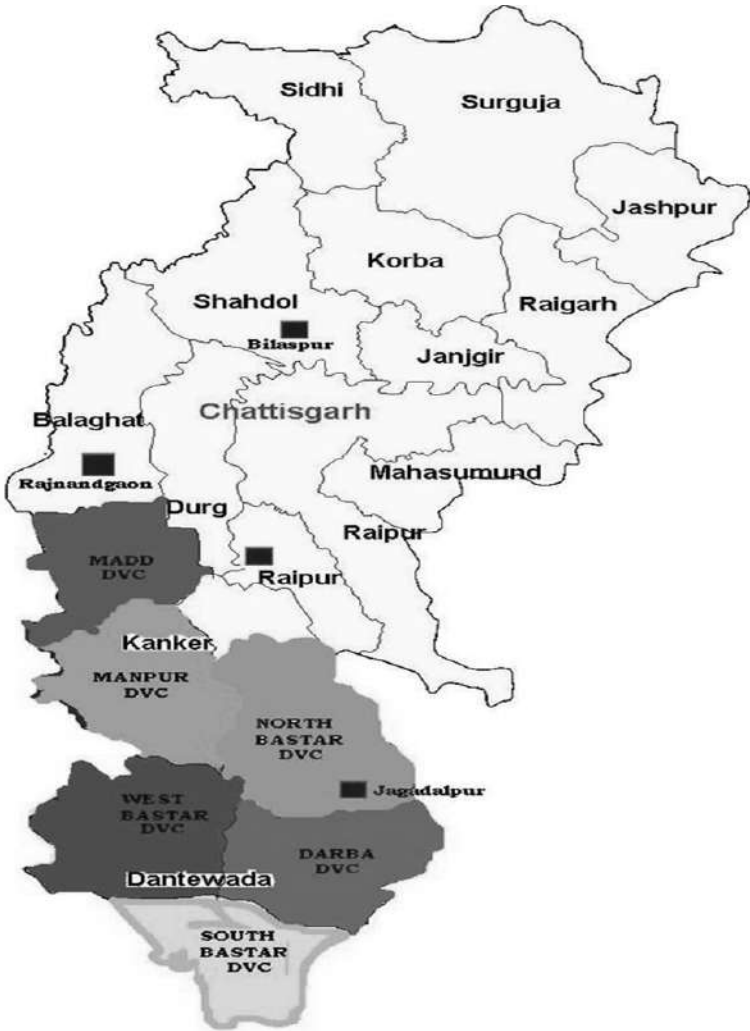 Sidhi
Surguja
Jashpur
Korba
Shahdol
Raigarh
Bilaspur
Janjgir
Chattisgarh
Balaghat
Mahasumund
Rajnandgaon
Durg
Raipur
MADD
DVC
Raipur
Kanker
MANPUR
DVC
NORTH
BASTAR
DVC
Jagadalpur
WEST
BASTAR
DVC
DARBA
DVC
Dantewada
SOUTH
BASTAR
DVC